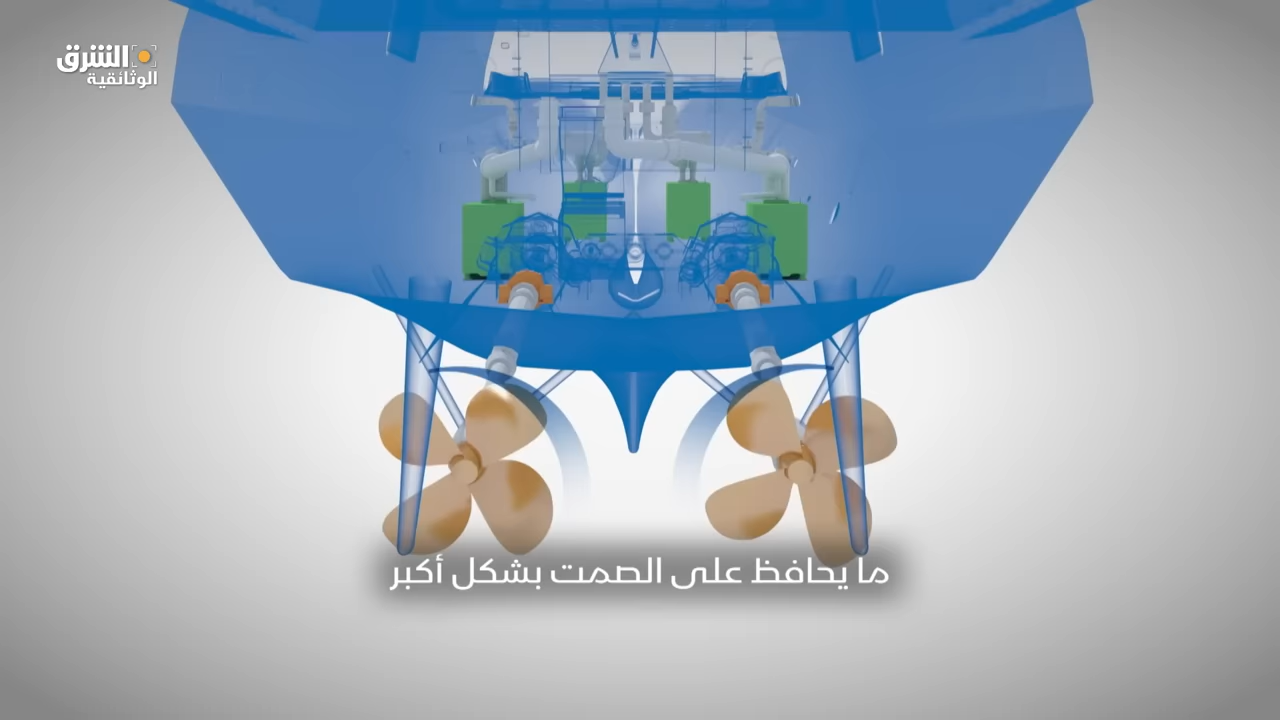 الشرق
الوثائقية
ما يحافظ على الصمت بشكل أكبر